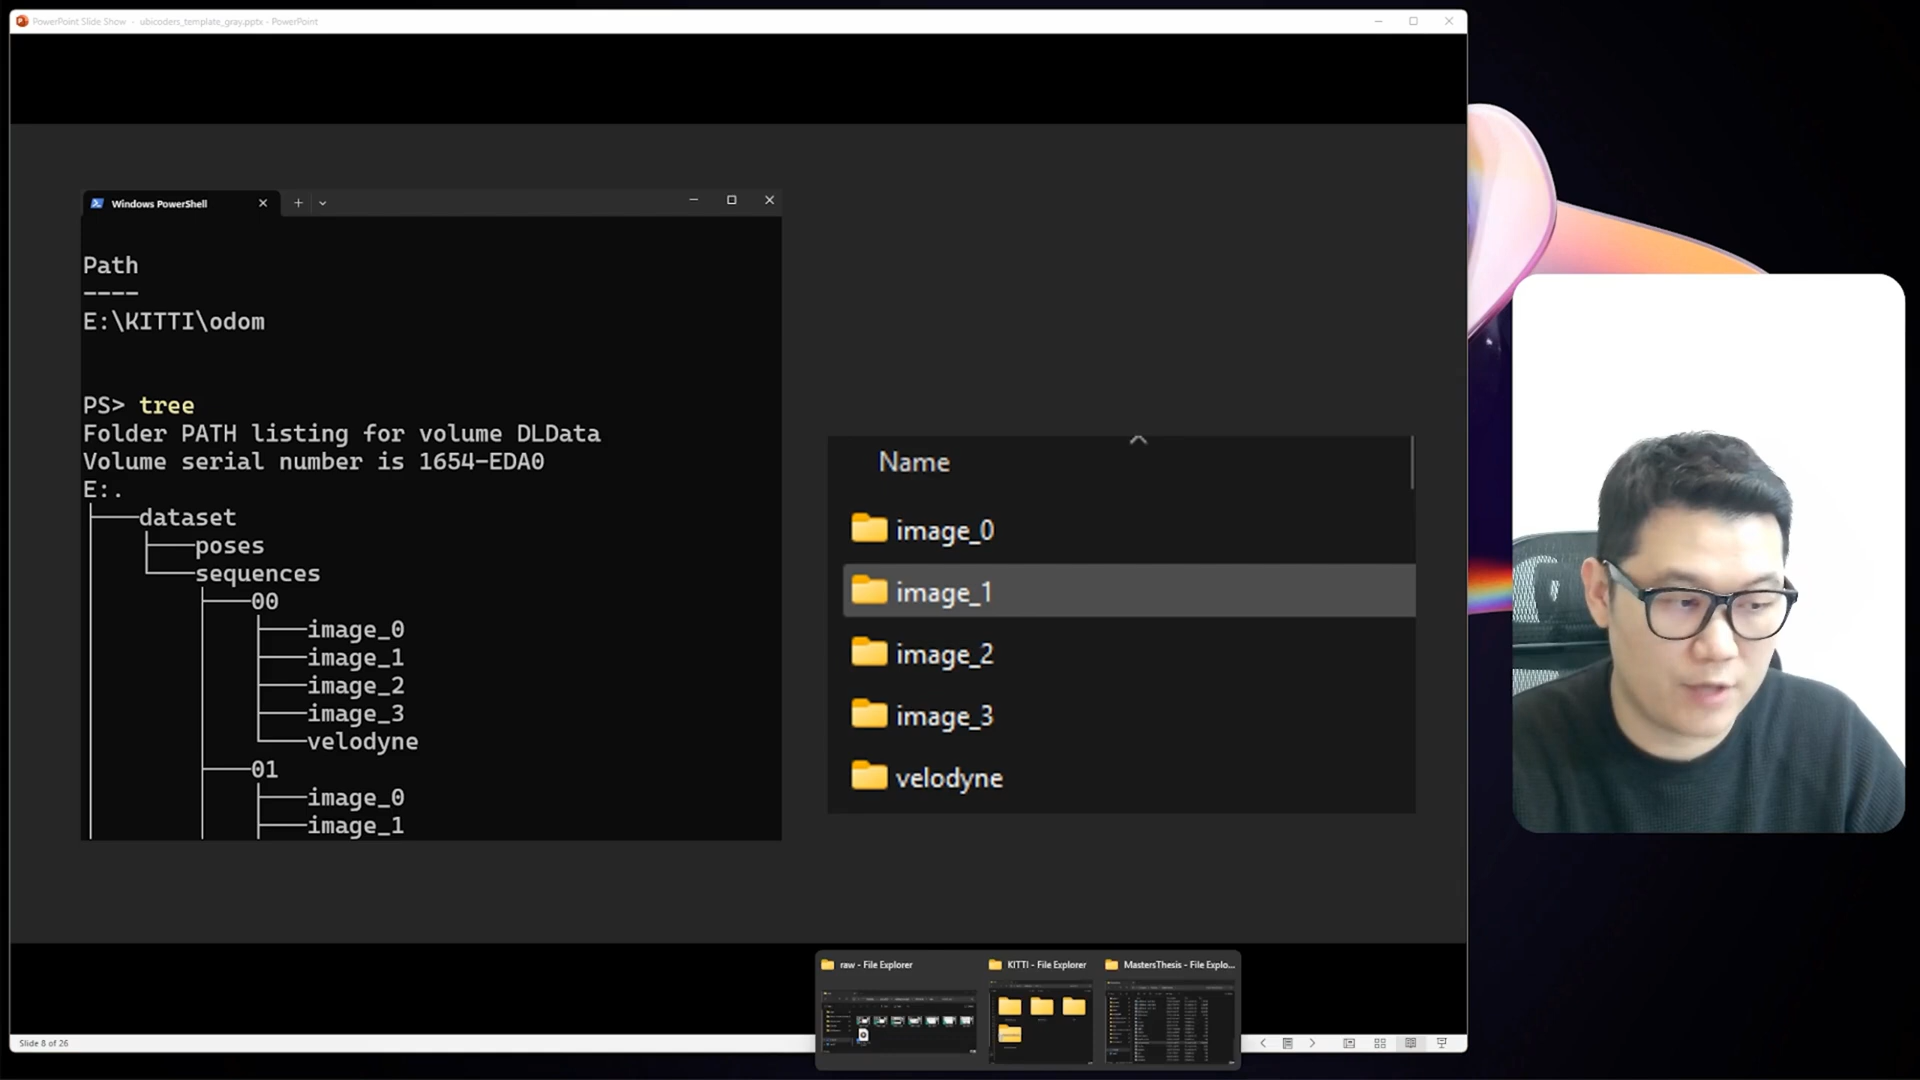 PowerPoint Slide Show - ubicoders_template_gray.pptx - PowerPoint
Windows PowerShell
Path
----
E:\KITTI\odom
PS> tree
Folder PATH listing for volume DLData
Volume serial number is 1654-EDA0
E:.
dataset
poses
sequences
00
image_0
image_1
image_2
image_3
velodyne
01
image_0
image_1
Name
image_0
image_1
image_2
image_3
velodyne
raw - File Explorer
KITTI - File Explorer
MastersThesis - File Explo...
Slide 8 of 26